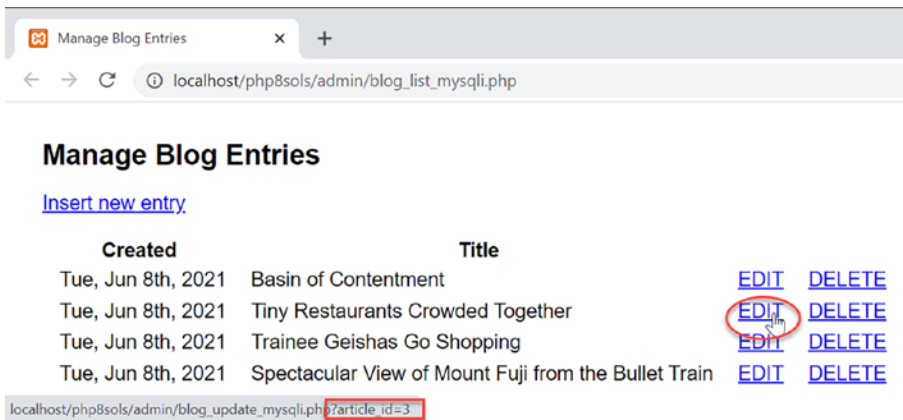 Manage Blog Entries
localhost/php8sols/admin/blog_list_mysqli.php
Manage Blog Entries
Insert new entry
Created Title
Tue, Jun 8th, 2021 Basin of Contentment EDIT DELETE
Tue, Jun 8th, 2021 Tiny Restaurants Crowded Together EDIT DELETE
Tue, Jun 8th, 2021 Trainee Geishas Go Shopping EDIT DELETE
Tue, Jun 8th, 2021 Spectacular View of Mount Fuji from the Bullet Train EDIT DELETE
localhost/php8sols/admin/blog_update_mysqli.php?article_id=3